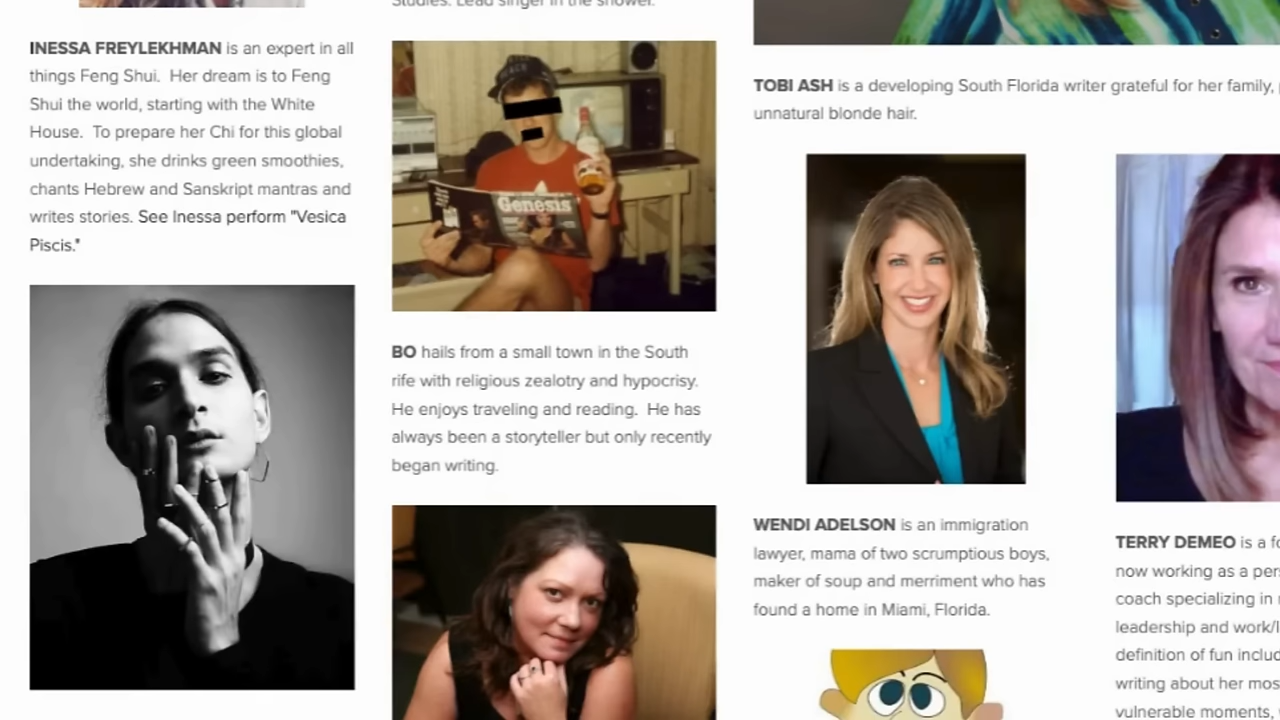 Studies. Lead singer in the shower.
INESSA FREYLEKHMAN is an expert in all
things Feng Shui.  Her dream is to Feng
Shui the world, starting with the White
House.  To prepare her Chi for this global
undertaking, she drinks green smoothies,
chants Hebrew and Sanskript mantras and
writes stories. See Inessa perform "Vesica
Piscis."
Genesis
BO hails from a small town in the South
rife with religious zealotry and hypocrisy.
He enjoys traveling and reading.  He has
always been a storyteller but only recently
began writing.
TOBI ASH is a developing South Florida writer grateful for her family,
unnatural blonde hair.
WENDI ADELSON is an immigration
lawyer, mama of two scrumptious boys,
maker of soup and merriment who has
found a home in Miami, Florida.
TERRY DEMEO is a
now working as a
coach specializing in
leadership and
definition of fun
writing about her
vulnerable moments,